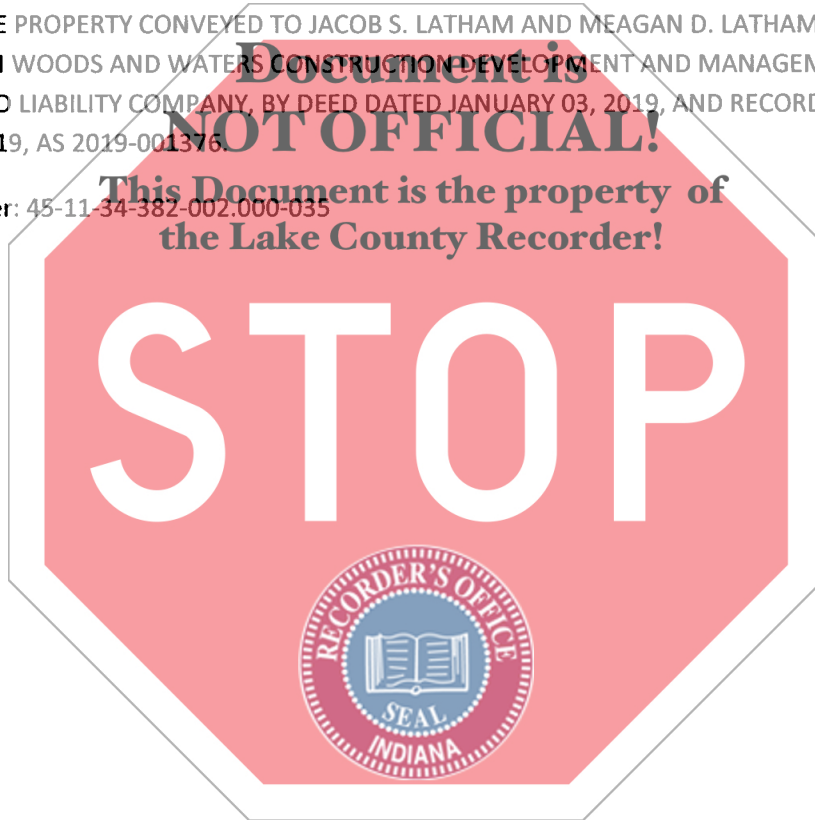 E PROPERTY CONVEYED TO JACOB S. LATHAM AND MEAGAN D. LATHAM
WOODS AND WATERS CONSTRUCTION DEVELOPMENT AND MANAGEM
LIABILITY COMPANY, BY DEED DATED JANUARY 03, 2019, AND RECORD
19, AS 2019-001376.
er: 45-11-34-382-002.000-035
Document is
NOT OFFICIAL!
This Document is the property of
the Lake County Recorder!
STOP
RECORDER'S OFFICE
SEAL
INDIANA